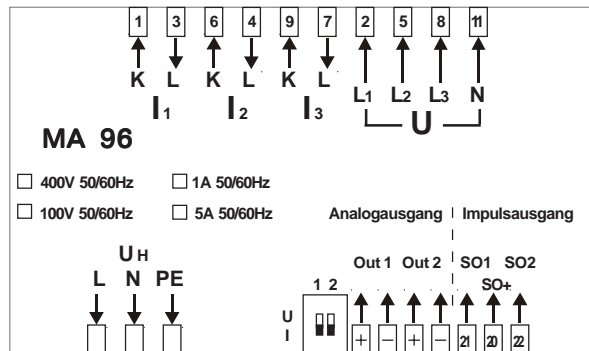 1 3 6 4 9 7 2 5 8 11
K L K L K L L1 L2 L3 N
I1 I2 I3 U
MA 96
400V 50/60Hz 1A 50/60Hz
100V 50/60Hz 5A 50/60Hz
Analogausgang Impulsausgang
UH
L N PE
Out 1 Out 2 SO1 SO2
SO+
1 2
U
I
+ − + − 21 20 22